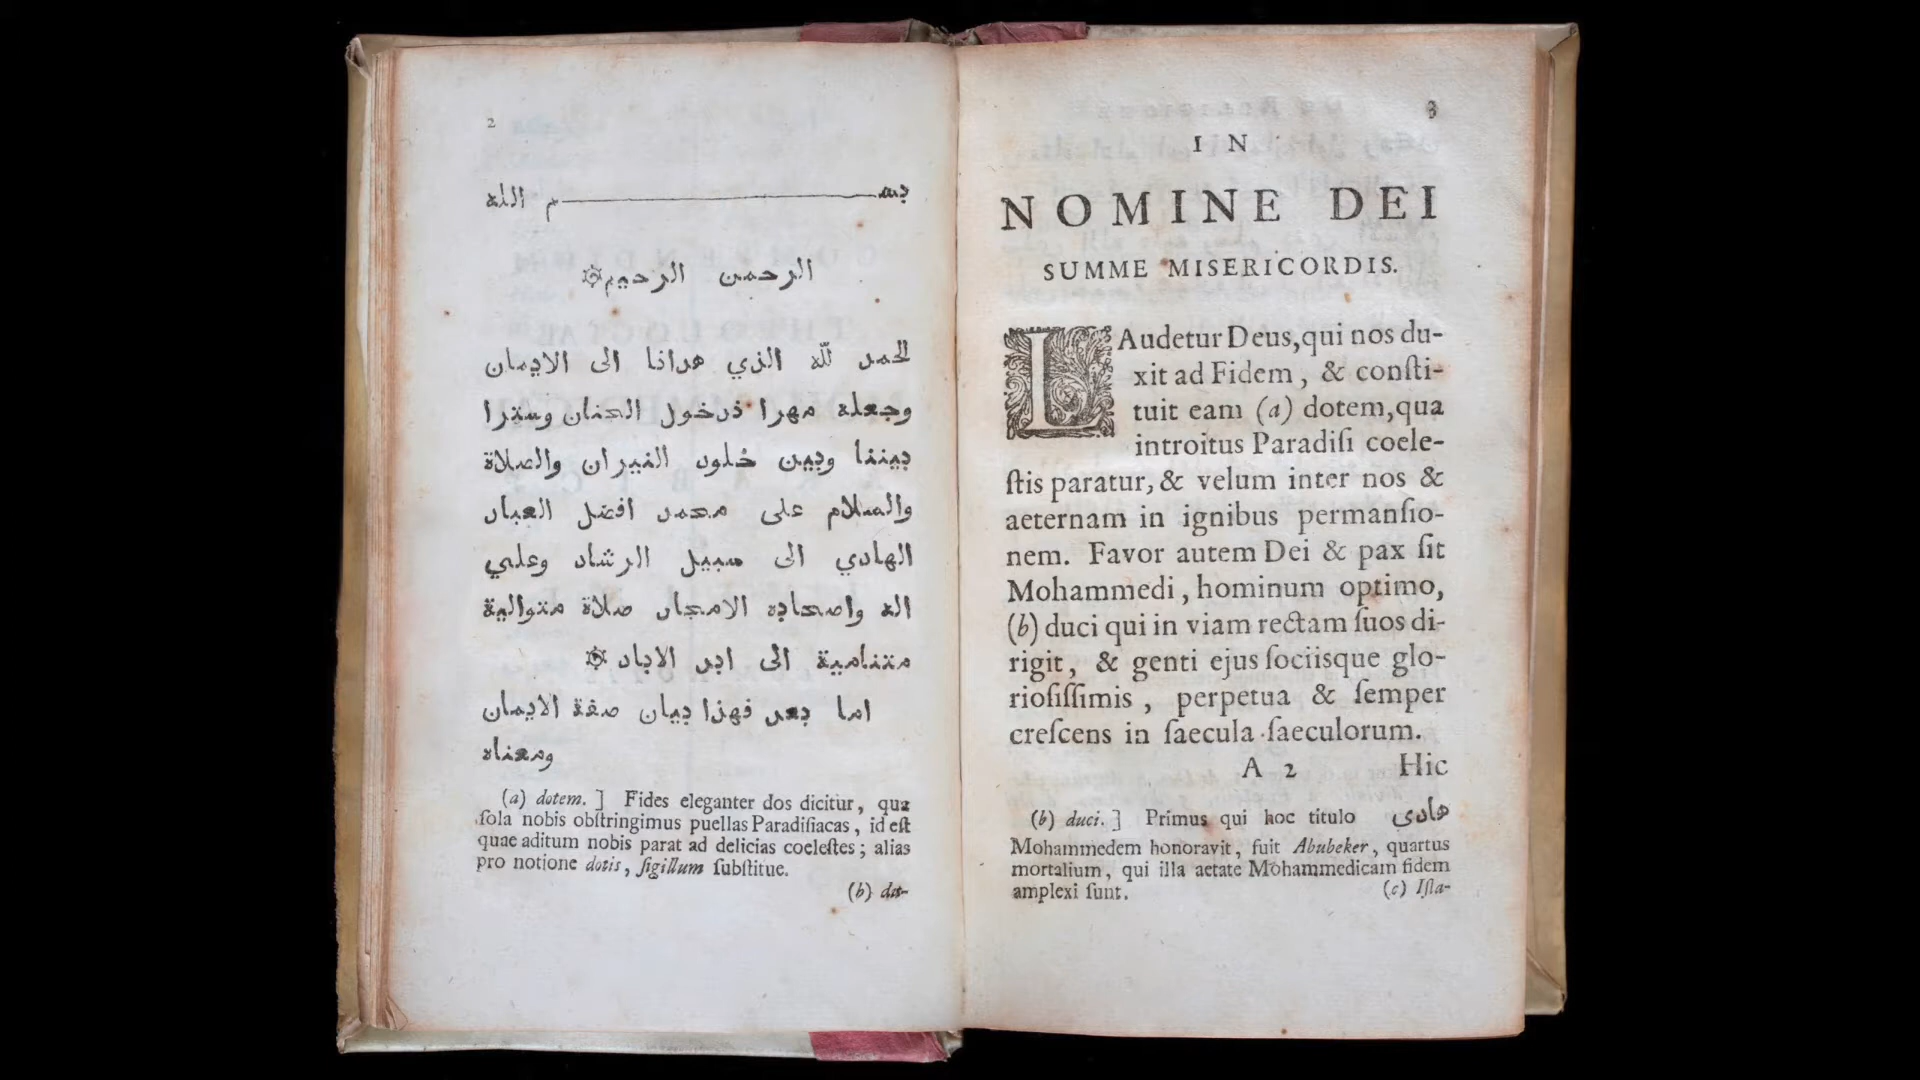 2
بســـــــــــم الله
الرحمن الرحيم
الحمد لله الذي هدانا الى الايمان
وجعله مهرا لدخول الجنان وسترا
بيننا وبين خلود النيران والصلاة
والسلام على محمد افضل العباد
الهادي الى سبيل الرشاد وعلي
اله واصحابه الامجاد صلاة متوالية
متنامية الى ابد الاباد
اما بعد فهذا بيان صفة الايمان
ومعناه
(a) dotem. ] Fides eleganter dos dicitur, qua
ſola nobis obſtringimus puellas Paradiſiacas, id eſt
quae aditum nobis parat ad delicias coeleſtes; alias
pro notione dotis, ſigillum ſubſtitue.
(b) du-
3
IN
NOMINE DEI
SUMME MISERICORDIS.
LAudetur Deus, qui nos du-
xit ad Fidem, & conſti-
tuit eam (a) dotem, qua
introitus Paradiſi coele-
ſtis paratur, & velum inter nos &
aeternam in ignibus permanſio-
nem. Favor autem Dei & pax ſit
Mohammedi, hominum optimo,
(b) duci qui in viam rectam ſuos di-
rigit, & genti ejus ſociisque glo-
rioſiſſimis, perpetua & ſemper
creſcens in ſaecula ſaeculorum.
A 2 Hic
(b) duci. ] Primus qui hoc titulo هادى
Mohammedem honoravit, fuit Abubeker, quartus
mortalium, qui illa aetate Mohammedicam fidem
amplexi ſunt. (c) Iſla-